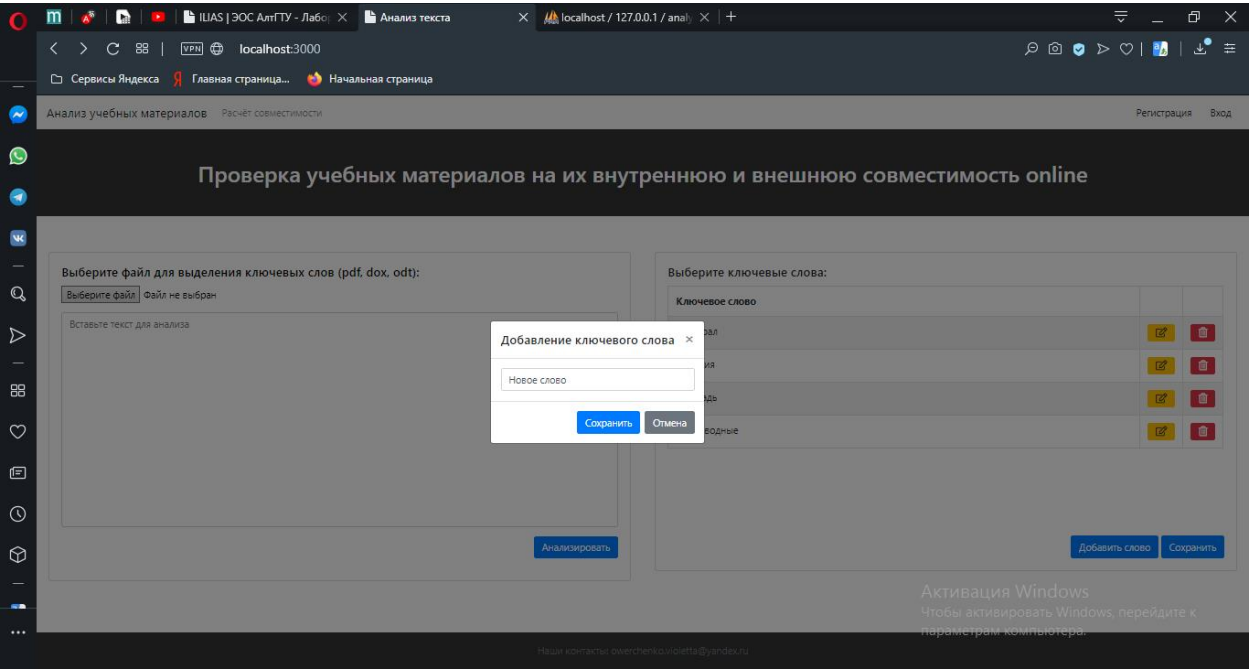 ILIAS | ЭОС АлтГТУ - Лабор
Анализ текста
localhost / 127.0.0.1 / analy
VPN
localhost:3000
Сервисы Яндекса
Главная страница...
Начальная страница
Анализ учебных материалов
Расчёт совместимости
Регистрация
Вход
Проверка учебных материалов на их внутреннюю и внешнюю совместимость online
Выберите файл для выделения ключевых слов (pdf, dox, odt):
Выберите файл
Файл не выбран
Вставьте текст для анализа
Анализировать
Добавление ключевого слова
Новое слово
Сохранить
Отмена
Выберите ключевые слова:
Ключевое слово
Добавить слово
Сохранить
Активация Windows
Чтобы активировать Windows, перейдите к
параметрам компьютера.
Наши контакты: owerchenko.violetta@yandex.ru